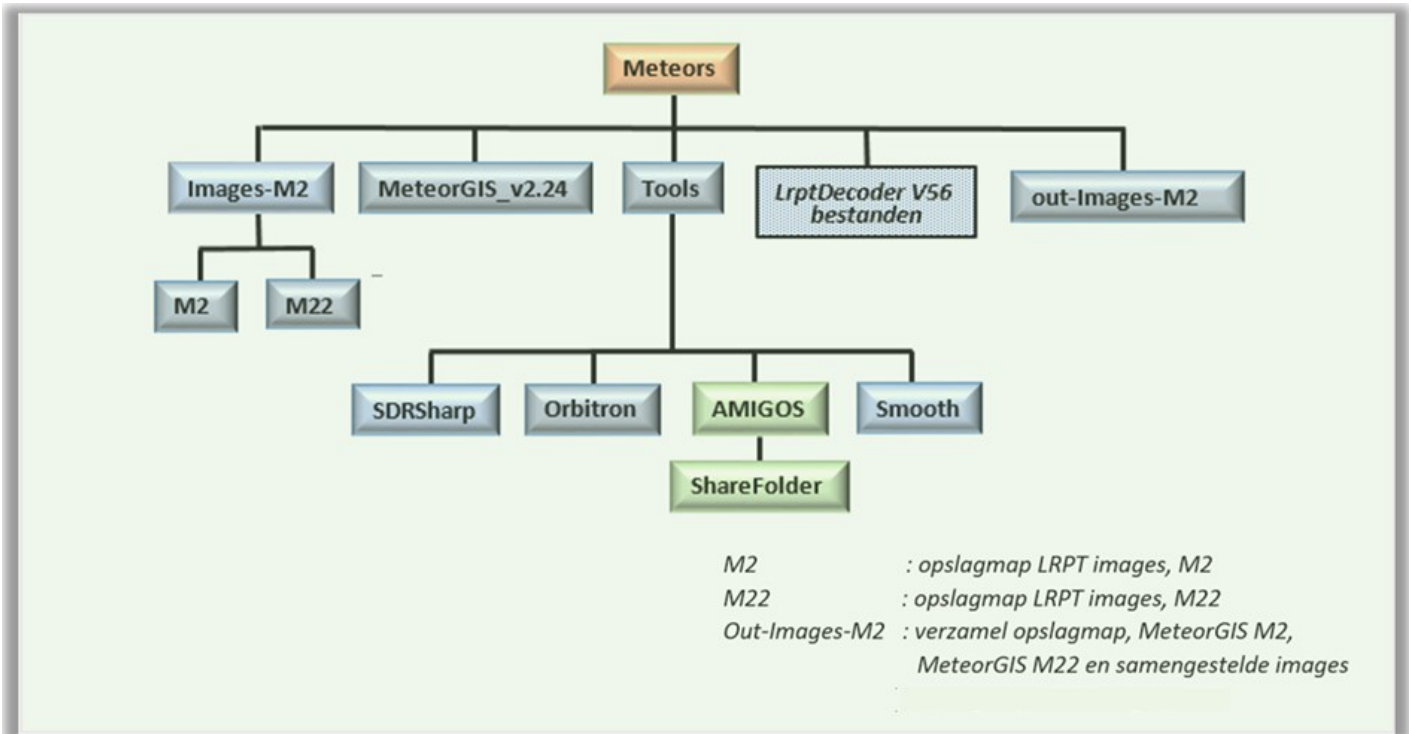 Meteors
Images-M2
MeteorGIS_v2.24
Tools
LrptDecoder V56
bestanden
out-Images-M2
M2
M22
SDRSharp
Orbitron
AMIGOS
Smooth
ShareFolder
M2 : opslagmap LRPT images, M2
M22 : opslagmap LRPT images, M22
Out-Images-M2 : verzamel opslagmap, MeteorGIS M2,
MeteorGIS M22 en samengestelde images